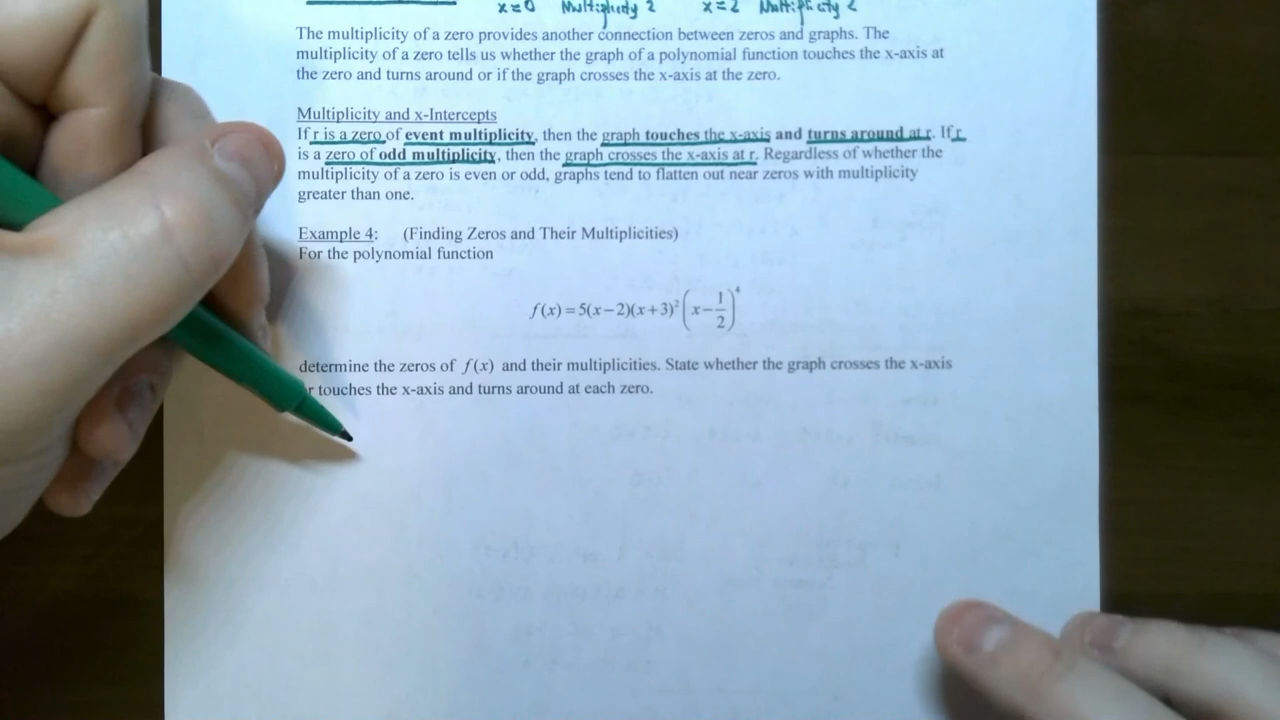 x=0 Multiplicity 2 x=2 Multiplicity 2
The multiplicity of a zero provides another connection between zeros and graphs. The
multiplicity of a zero tells us whether the graph of a polynomial function touches the x-axis at
the zero and turns around or if the graph crosses the x-axis at the zero.
Multiplicity and x-Intercepts
If r is a zero of event multiplicity, then the graph touches the x-axis and turns around at r. If r
is a zero of odd multiplicity, then the graph crosses the x-axis at r. Regardless of whether the
multiplicity of a zero is even or odd, graphs tend to flatten out near zeros with multiplicity
greater than one.
Example 4: (Finding Zeros and Their Multiplicities)
For the polynomial function
f(x) = 5(x−2)(x+3)²(x−1/2)⁴
determine the zeros of f(x) and their multiplicities. State whether the graph crosses the x-axis
r touches the x-axis and turns around at each zero.